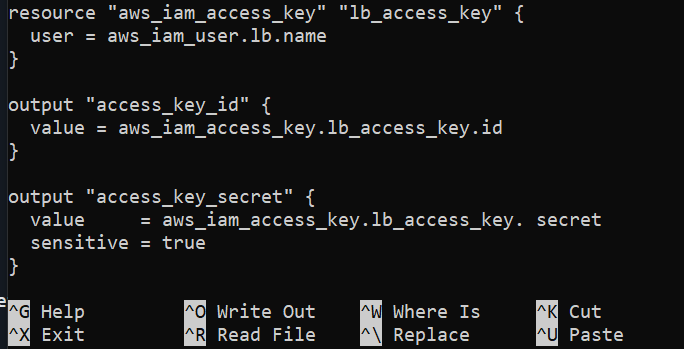 resource "aws_iam_access_key" "lb_access_key" {
  user = aws_iam_user.lb.name
}

output "access_key_id" {
  value = aws_iam_access_key.lb_access_key.id
}

output "access_key_secret" {
  value     = aws_iam_access_key.lb_access_key. secret
  sensitive = true
}

^G Help ^O Write Out ^W Where Is ^K Cut
^X Exit ^R Read File ^\ Replace ^U Paste